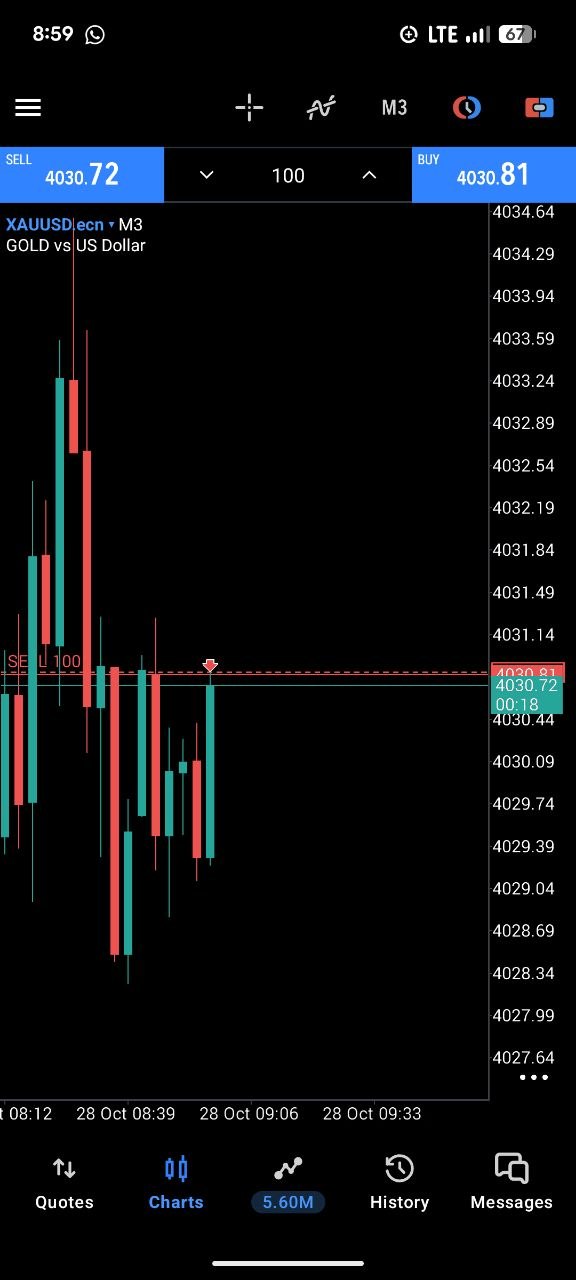 8:59
LTE
67
M3
SELL
4030.72
100
BUY
4030.81
XAUUSD.ecn ▾ M3
GOLD vs US Dollar
4034.64
4034.29
4033.94
4033.59
4033.24
4032.89
4032.54
4032.19
4031.84
4031.49
4031.14
SELL 100
4030.81
4030.72
00:18
4030.44
4030.09
4029.74
4029.39
4029.04
4028.69
4028.34
4027.99
4027.64
t 08:12
28 Oct 08:39
28 Oct 09:06
28 Oct 09:33
5.60M
Quotes
Charts
History
Messages